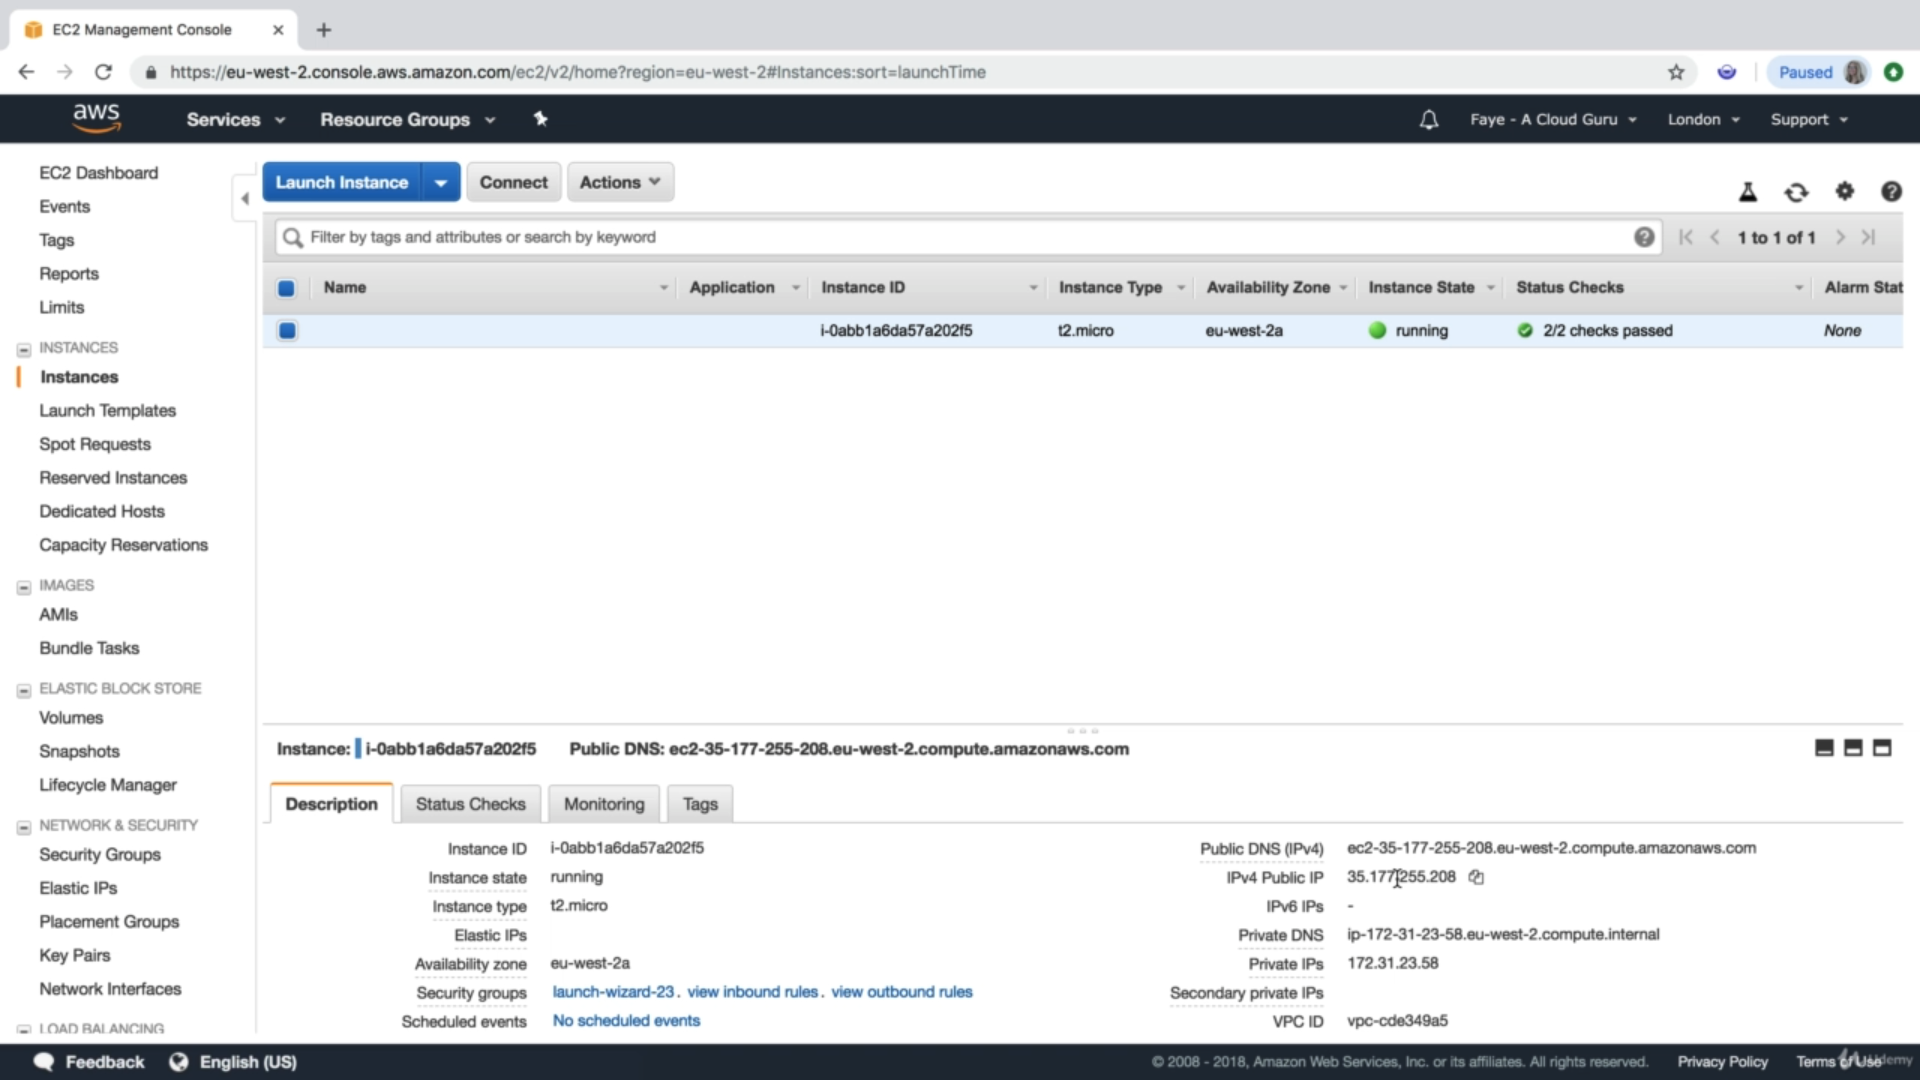 EC2 Management Console
https://eu-west-2.console.aws.amazon.com/ec2/v2/home?region=eu-west-2#Instances:sort=launchTime
Paused
aws
Services
Resource Groups
Faye - A Cloud Guru
London
Support
EC2 Dashboard
Events
Tags
Reports
Limits
INSTANCES
Instances
Launch Templates
Spot Requests
Reserved Instances
Dedicated Hosts
Capacity Reservations
IMAGES
AMIs
Bundle Tasks
ELASTIC BLOCK STORE
Volumes
Snapshots
Lifecycle Manager
NETWORK & SECURITY
Security Groups
Elastic IPs
Placement Groups
Key Pairs
Network Interfaces
LOAD BALANCING
Launch Instance
Connect
Actions
Filter by tags and attributes or search by keyword
1 to 1 of 1
Name Application Instance ID Instance Type Availability Zone Instance State Status Checks Alarm Stat
i-0abb1a6da57a202f5 t2.micro eu-west-2a running 2/2 checks passed None
Instance: i-0abb1a6da57a202f5 Public DNS: ec2-35-177-255-208.eu-west-2.compute.amazonaws.com
Description
Status Checks
Monitoring
Tags
Instance ID i-0abb1a6da57a202f5
Instance state running
Instance type t2.micro
Elastic IPs
Availability zone eu-west-2a
Security groups launch-wizard-23. view inbound rules. view outbound rules
Scheduled events No scheduled events
Public DNS (IPv4) ec2-35-177-255-208.eu-west-2.compute.amazonaws.com
IPv4 Public IP 35.177.255.208
IPv6 IPs -
Private DNS ip-172-31-23-58.eu-west-2.compute.internal
Private IPs 172.31.23.58
Secondary private IPs
VPC ID vpc-cde349a5
Feedback
English (US)
© 2008 - 2018, Amazon Web Services, Inc. or its affiliates. All rights reserved.
Privacy Policy
Terms of Use